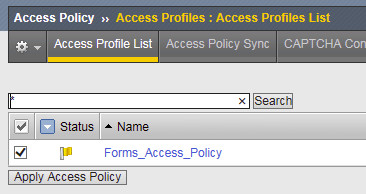 Access Policy ›› Access Profiles : Access Profiles List
Access Profile List Access Policy Sync CAPTCHA Con
* × Search
Status Name
Forms_Access_Policy
Apply Access Policy